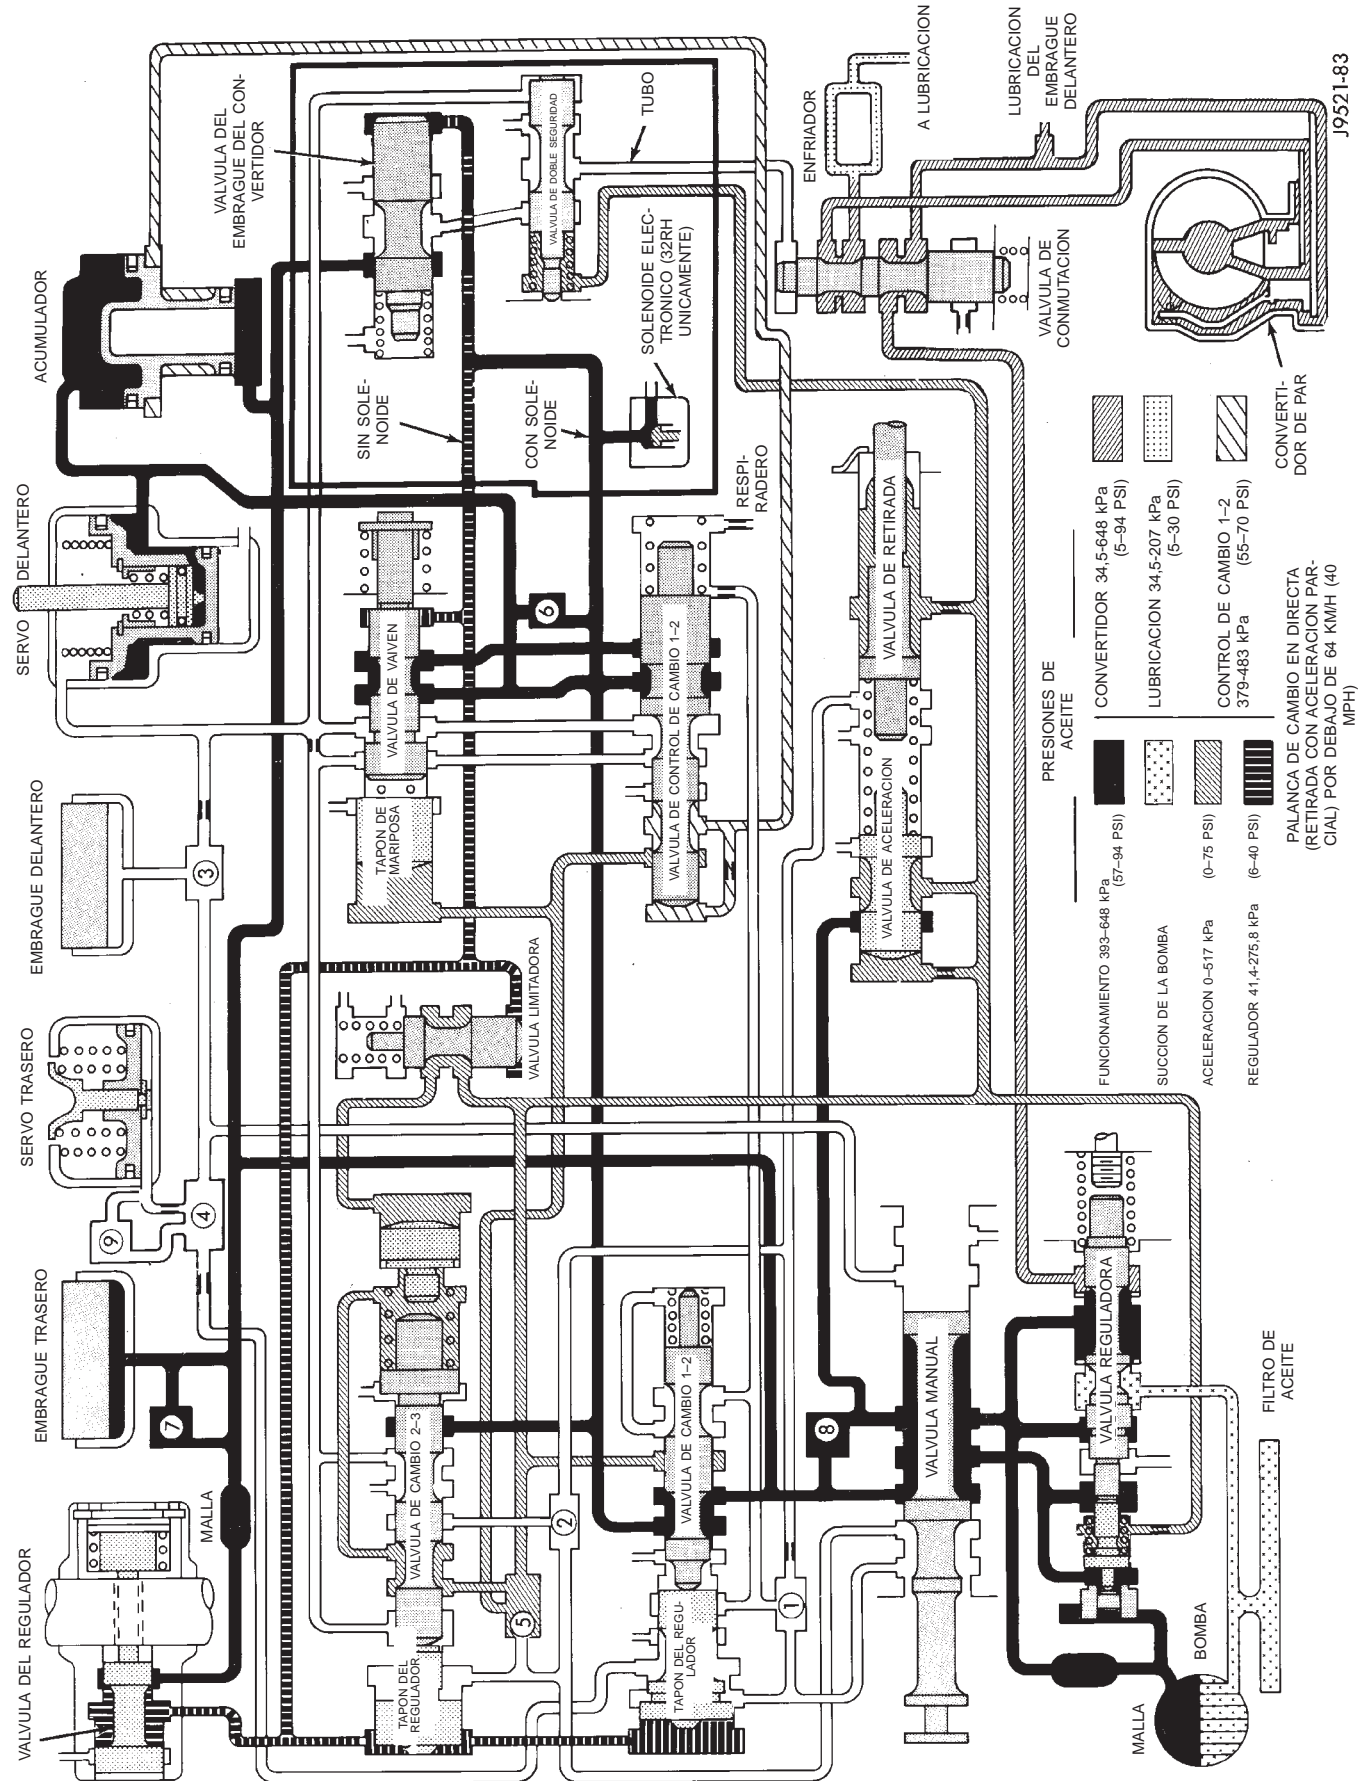 VALVULA DEL REGULADOR
EMBRAGUE TRASERO
SERVO TRASERO
EMBRAGUE DELANTERO
SERVO DELANTERO
ACUMULADOR
VALVULA DEL
EMBRAGUE DEL CON-
VERTIDOR
MALLA
7
9
4
3
SIN SOLE-
NOIDE
CON SOLE-
NOIDE
VALVULA DE DOBLE SEGURIDAD
TUBO
SOLENOIDE ELEC-
TRONICO (32RH
UNICAMENTE)
TAPON DEL
REGULADOR
VALVULA DE CAMBIO 2–3
VALVULA LIMITADORA
TAPON DE
MARIPOSA
VALVULA DE VAIVEN
6
5
2
TAPON DEL REGU-
LADOR
VALVULA DE CAMBIO 1–2
VALVULA DE CONTROL DE CAMBIO 1–2
RESPI-
RADERO
1
8
VALVULA MANUAL
VALVULA DE ACELERACION
VALVULA DE RETIRADA
ENFRIADOR
A LUBRICACION
LUBRICACION
DEL
EMBRAGUE
DELANTERO
VALVULA DE
CONMUTACION
CONVERTI-
DOR DE PAR
MALLA
BOMBA
VALVULA REGULADORA
FILTRO DE
ACEITE
PRESIONES DE
ACEITE
FUNCIONAMIENTO 393–648 kPa
(57–94 PSI)
SUCCION DE LA BOMBA
ACELERACION 0–517 kPa
(0–75 PSI)
REGULADOR 41,4-275,8 kPa
(6–40 PSI)
CONVERTIDOR 34,5-648 kPa
(5–94 PSI)
LUBRICACION 34,5-207 kPa
(5–30 PSI)
CONTROL DE CAMBIO 1–2
379-483 kPa
(55–70 PSI)
PALANCA DE CAMBIO EN DIRECTA
(RETIRADA CON ACELERACION PAR-
CIAL) POR DEBAJO DE 64 KM/H (40
MPH)
J9521-83